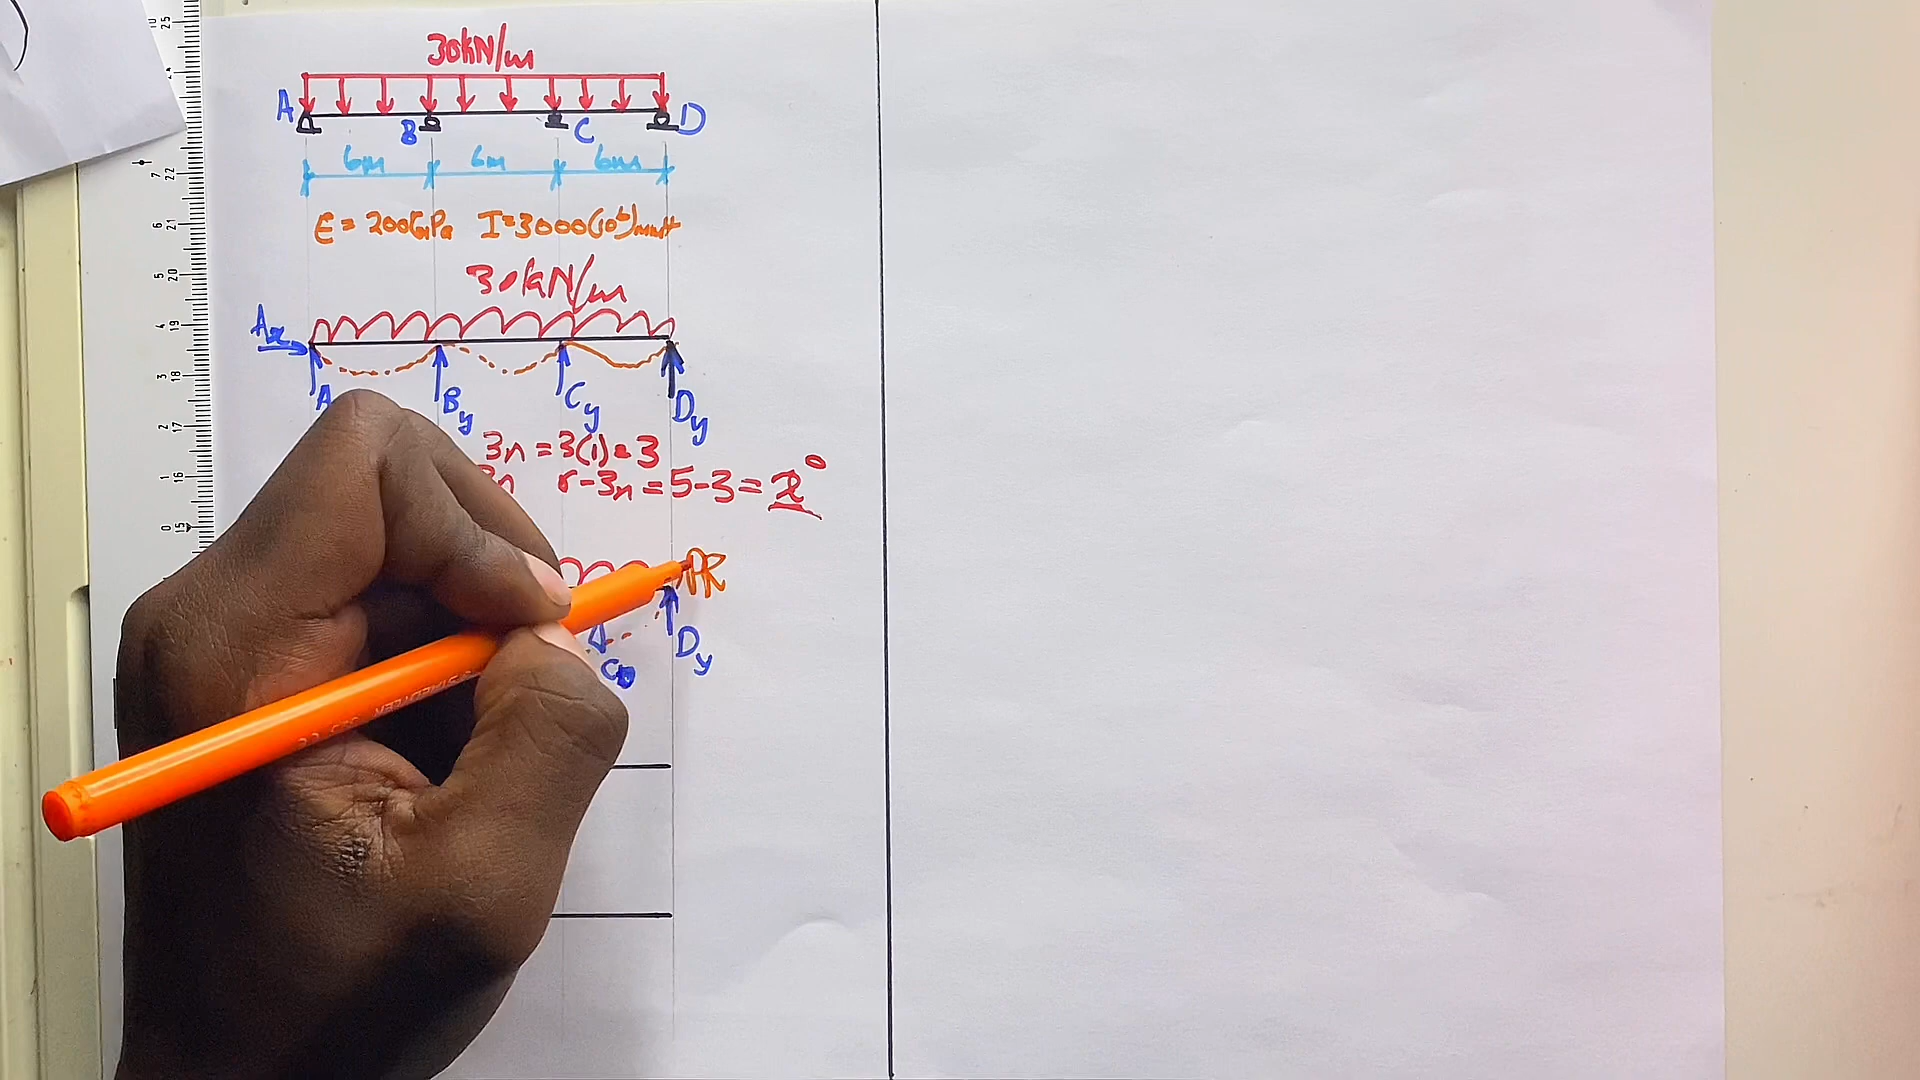 30kN/m
A B C D
6m 6m 6m
E = 200GPa I=3000(10⁶)mm4
30kN/m
Ax
A By Cy Dy
3n = 3(1) = 3
r-3n = 5-3 = 2°
PR
Dy